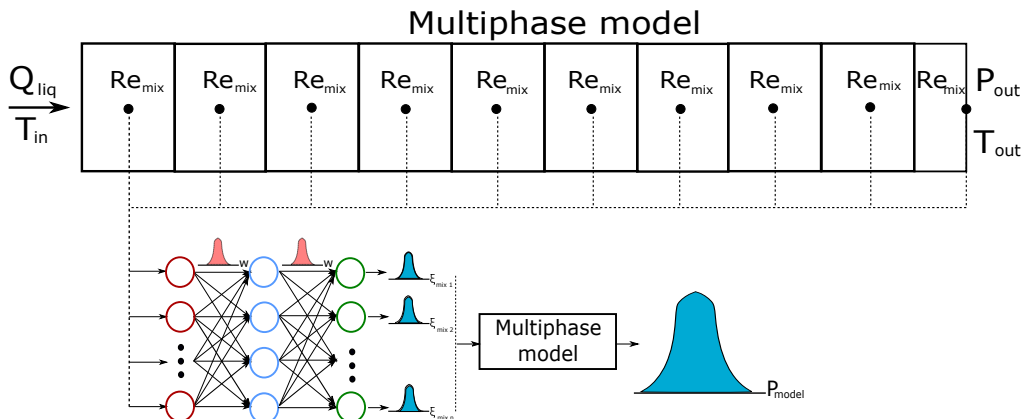 Multiphase model
Q liq
T in
Re mix Re mix Re mix Re mix Re mix Re mix Re mix Re mix Re mix Re mix
P out
T out
w w
ξ mix 1
ξ mix 2
ξ mix n
Multiphase
model
P model